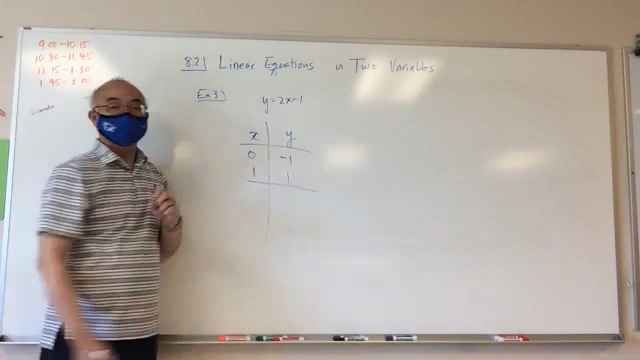 9 00 - 10 15
10 30 - 11 45
12 15 - 1 30
1 45 - 3 00
8.2] Linear Equations in Two Variables
Ex 3] y = 2x - 1
x y
0 -1
1 1